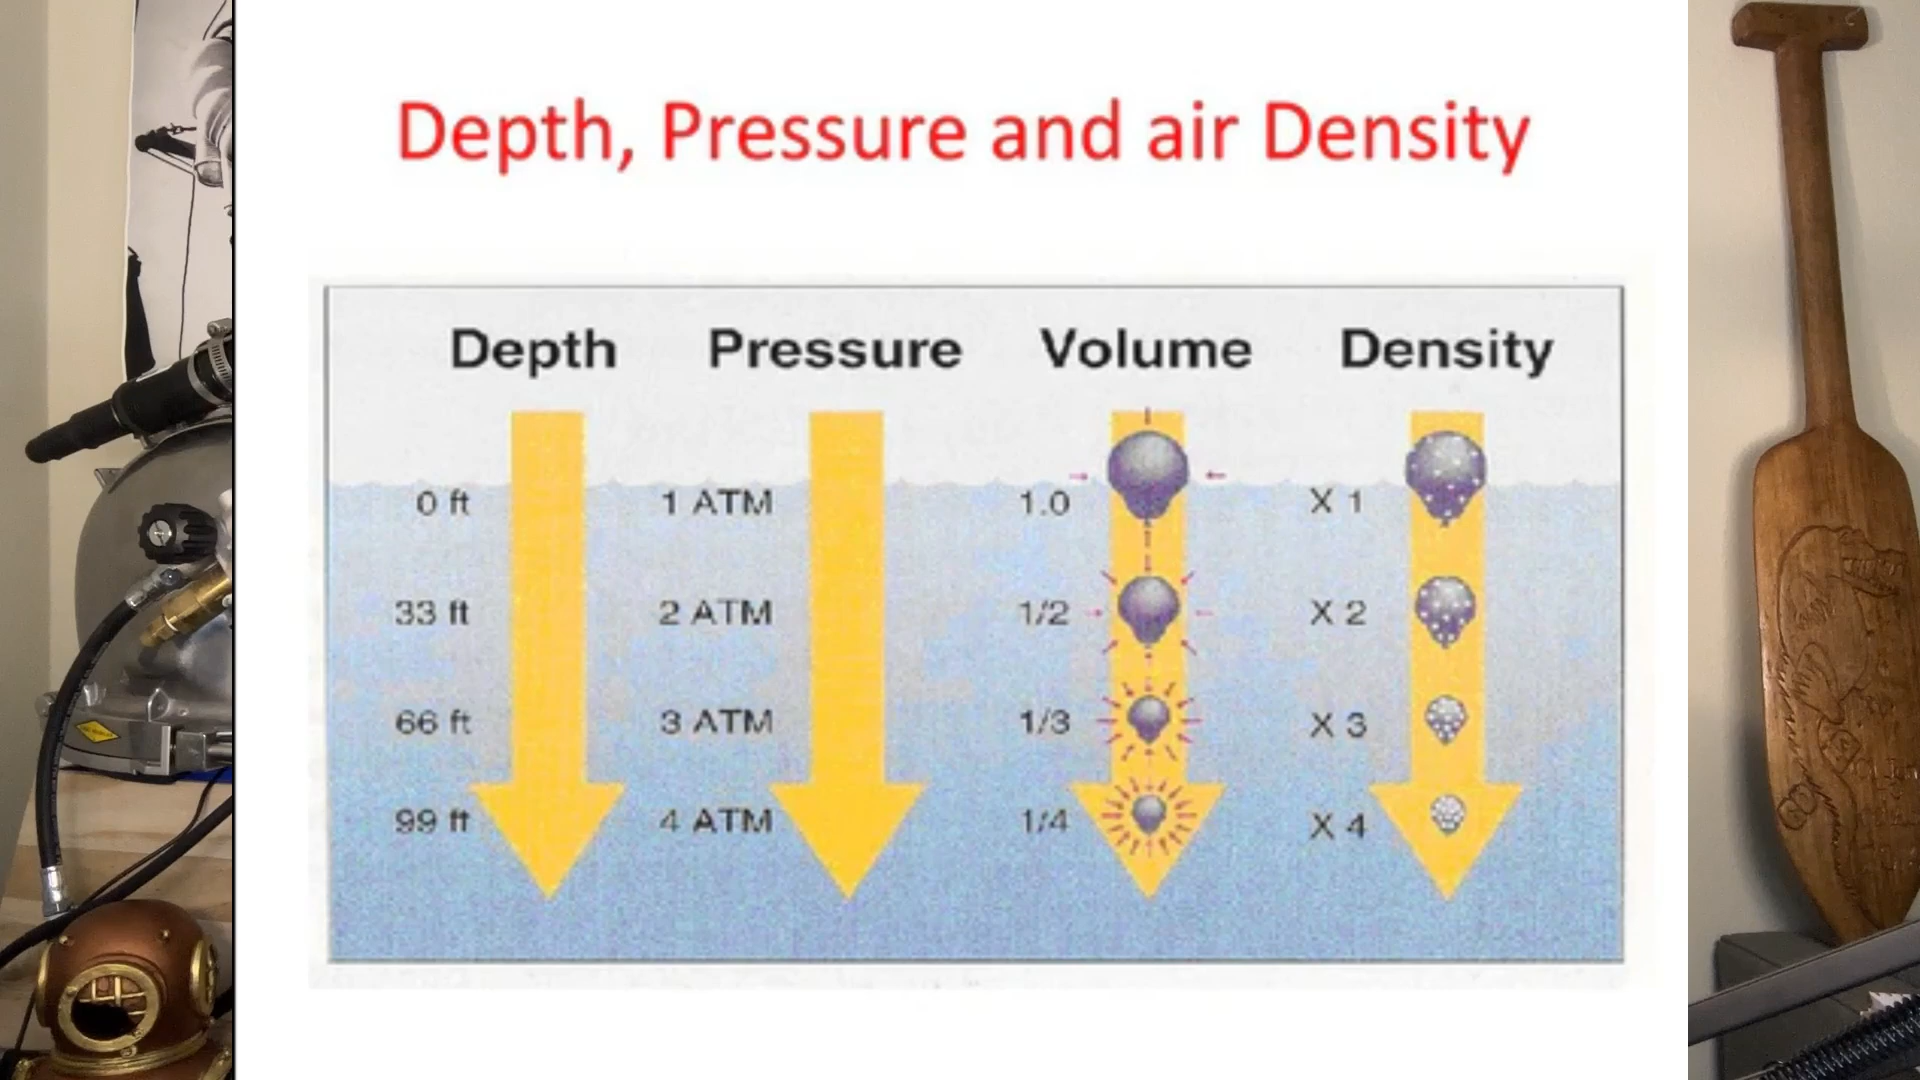 Depth, Pressure and air Density
Depth Pressure Volume Density
0 ft 1 ATM 1.0 X 1
33 ft 2 ATM 1/2 X 2
66 ft 3 ATM 1/3 X 3
99 ft 4 ATM 1/4 X 4